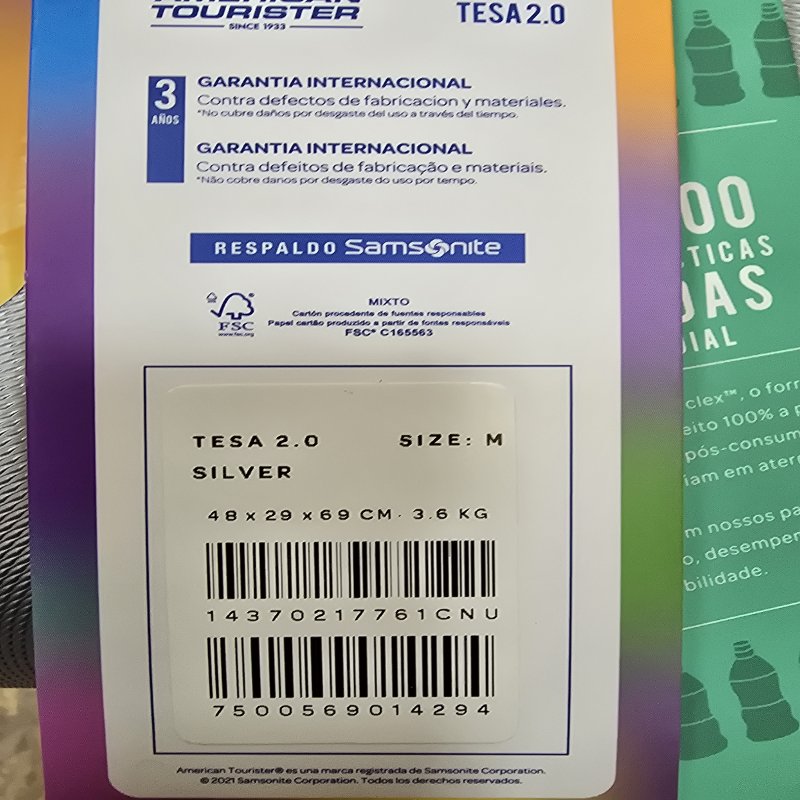 AMERICAN
TOURISTER
SINCE 1933
TESA 2.0
3
AÑOS
GARANTIA INTERNACIONAL
Contra defectos de fabricacion y materiales.
*No cubre daños por desgaste del uso a través del tiempo.
GARANTIA INTERNACIONAL
Contra defeitos de fabricação e materiais.
*Não cobre danos por desgaste do uso por tempo.
RESPALDO Samsonite
FSC
www.fsc.org
MIXTO
Cartón procedente de fuentes responsables
Papel cartão produzido a partir de fontes responsáveis
FSC® C165563
TESA 2.0 SIZE: M
SILVER
48 x 29 x 69 CM· 3.6 KG
14370217761CNU
7500569014294
American Tourister® es una marca registrada de Samsonite Corporation.
© 2021 Samsonite Corporation. Todos los derechos reservados.
00
TICAS
DAS
DIAL
clex™, o for
eito 100% a p
pós-consum
iam em ater
m nossos pa
o, desempen
bilidade.